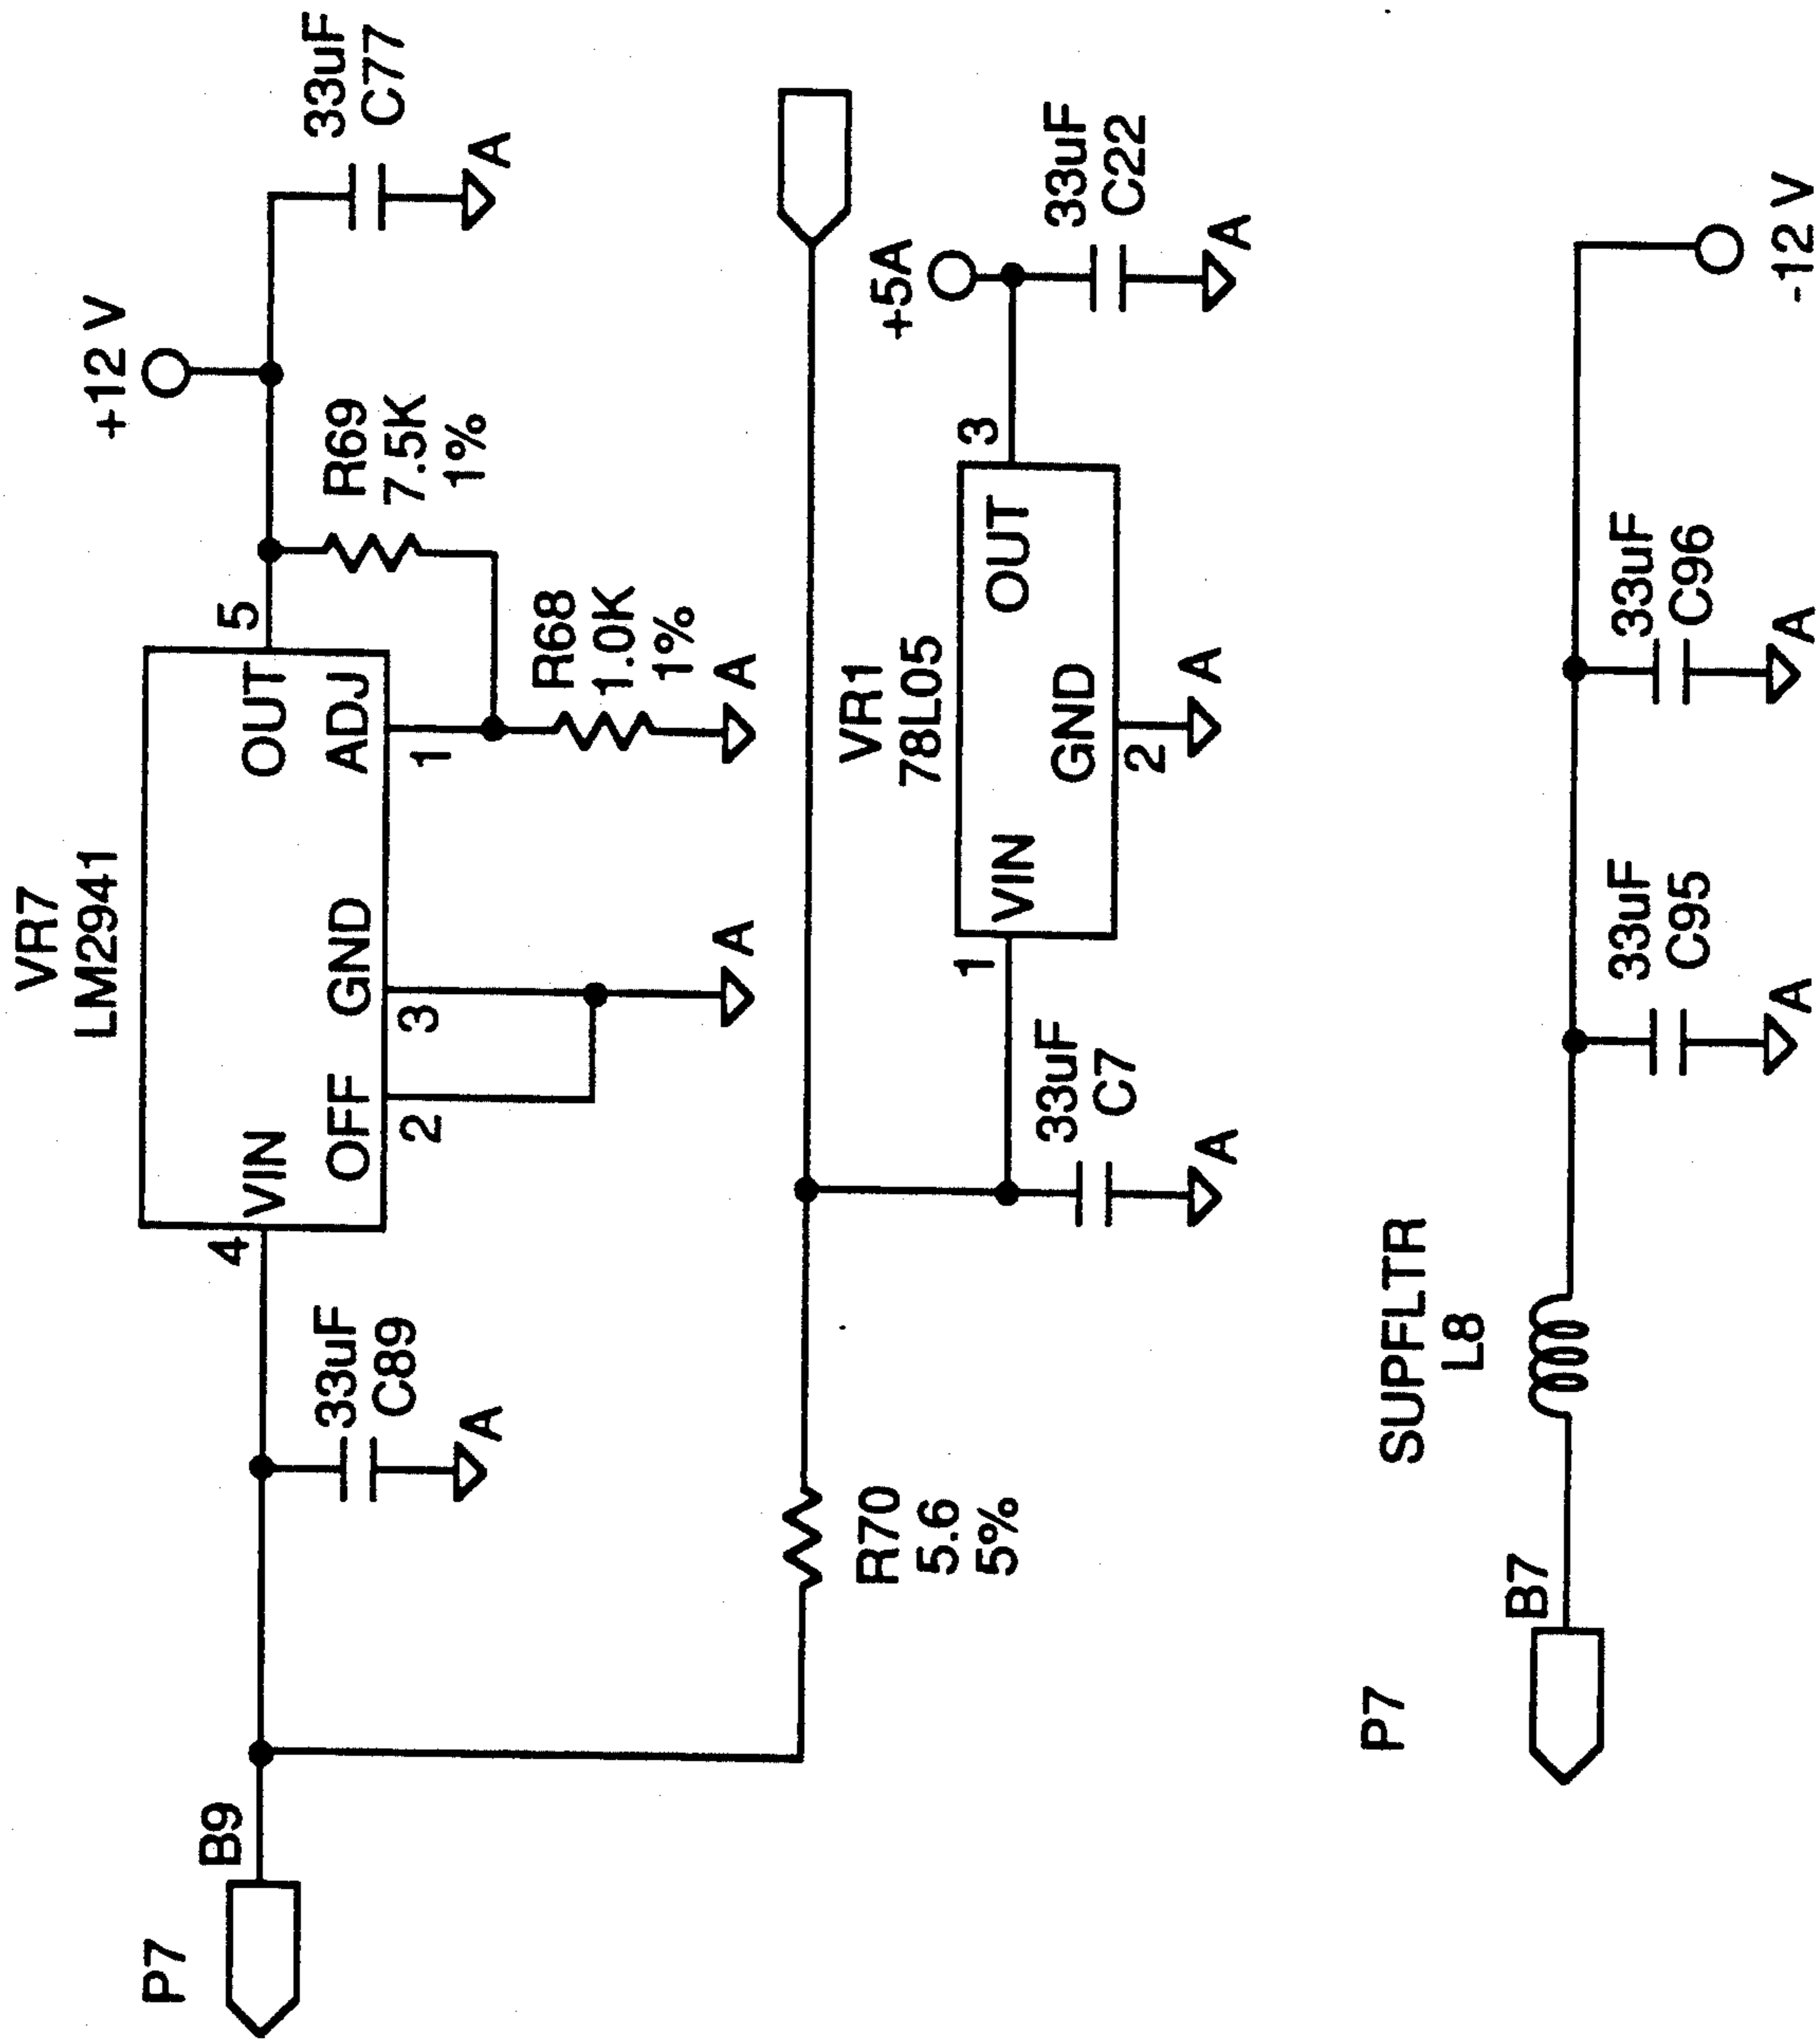 P7
B9
33uF
C89
VR7
LM2941
4
VIN
OFF
GND
OUT
ADJ
2
3
1
5
A
A
R68
1.0K
1%
A
R69
7.5K
1%
+12 V
33uF
C77
A
R70
5.6
5%
33uF
C7
A
VR1
78L05
1
VIN
GND
OUT
2
3
A
+5A
33uF
C22
A
P7
B7
SUPFLTR
L8
33uF
C95
A
33uF
C96
A
-12 V